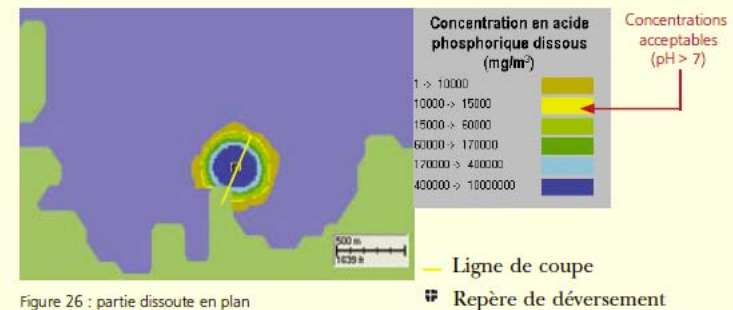 Concentration en acide
phosphorique dissous
(mg/m³)
1 -> 10000
10000 -> 15000
15000 -> 60000
60000 -> 170000
170000 -> 400000
400000 -> 10000000
Concentrations
acceptables
(pH > 7)
500 m
1639 ft
Ligne de coupe
Repère de déversement
Figure 26 : partie dissoute en plan